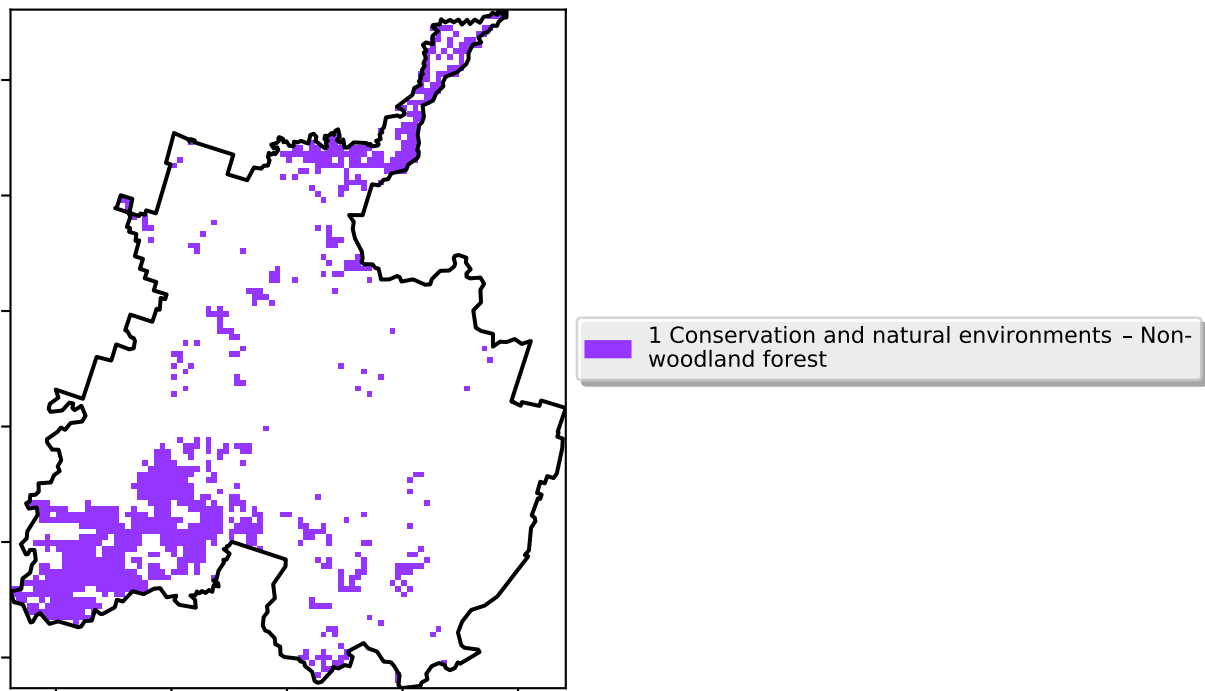 1 Conservation and natural environments – Non-
woodland forest